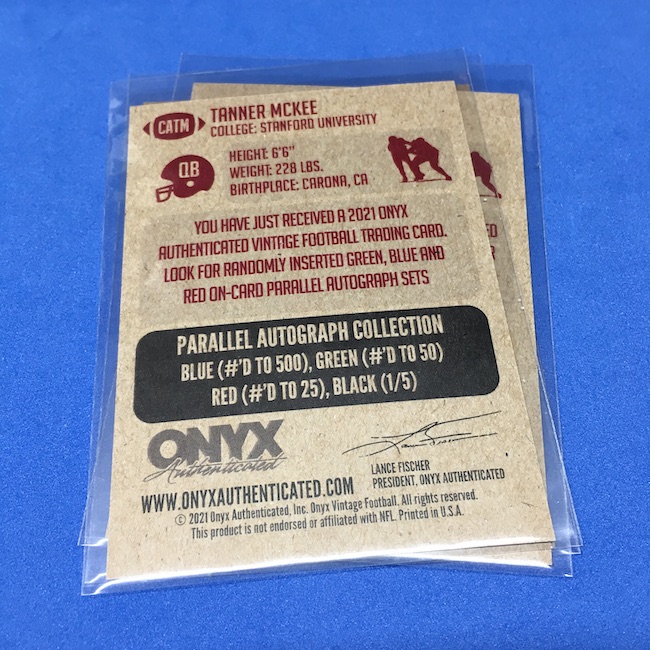 CATM
TANNER MCKEE
COLLEGE: STANFORD UNIVERSITY
QB
HEIGHT: 6'6"
WEIGHT: 228 LBS.
BIRTHPLACE: CARONA, CA
YOU HAVE JUST RECEIVED A 2021 ONYX
AUTHENTICATED VINTAGE FOOTBALL TRADING CARD.
LOOK FOR RANDOMLY INSERTED GREEN, BLUE AND
RED ON-CARD PARALLEL AUTOGRAPH SETS
PARALLEL AUTOGRAPH COLLECTION
BLUE (#'D TO 500), GREEN (#'D TO 50)
RED (#'D TO 25), BLACK (1/5)
ONYX
Authenticated
LANCE FISCHER
PRESIDENT, ONYX AUTHENTICATED
WWW.ONYXAUTHENTICATED.COM
© 2021 Onyx Authenticated, Inc. Onyx Vintage Football. All rights reserved.
This product is not endorsed or affiliated with NFL. Printed in U.S.A.